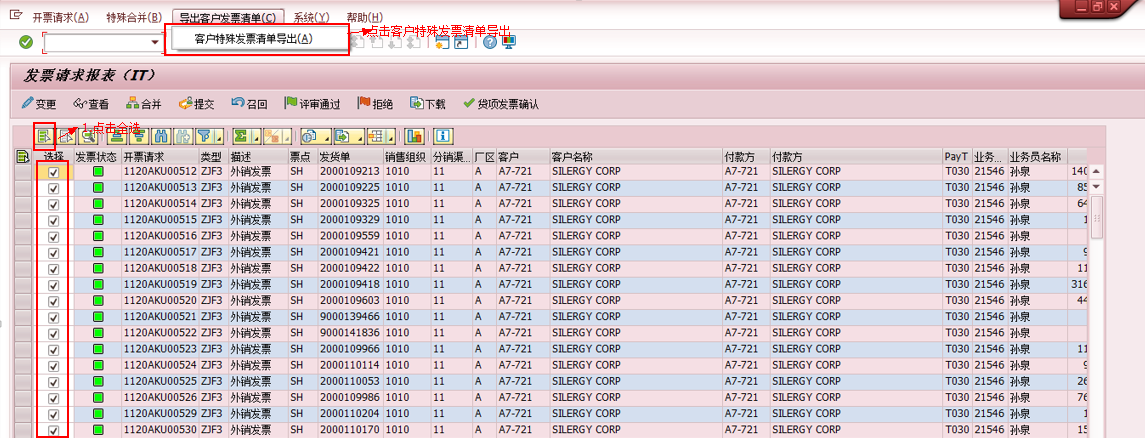 开票请求(A) 特殊合并(B) 导出客户发票清单(C) 系统(Y) 帮助(H)
客户特殊发票清单导出(A)
点击客户特殊发票清单导出
发票请求报表（IT）
变更 查看 合并 提交 召回 评审通过 拒绝 下载 贷项发票确认
1.点击全选
选择 发票状态 开票请求 类型 描述 票点 发货单 销售组织 分销渠... 厂区 客户 客户名称 付款方 付款方 PayT 业务... 业务员名称
1120AKU00512 ZJF3 外销发票 SH 2000109213 1010 11 A A7-721 SILERGY CORP A7-721 SILERGY CORP T030 21546 孙泉 140
1120AKU00513 ZJF3 外销发票 SH 2000109225 1010 11 A A7-721 SILERGY CORP A7-721 SILERGY CORP T030 21546 孙泉 85
1120AKU00514 ZJF3 外销发票 SH 2000109325 1010 11 A A7-721 SILERGY CORP A7-721 SILERGY CORP T030 21546 孙泉 64
1120AKU00515 ZJF3 外销发票 SH 2000109329 1010 11 A A7-721 SILERGY CORP A7-721 SILERGY CORP T030 21546 孙泉 1
1120AKU00516 ZJF3 外销发票 SH 2000109559 1010 11 A A7-721 SILERGY CORP A7-721 SILERGY CORP T030 21546 孙泉
1120AKU00517 ZJF3 外销发票 SH 2000109421 1010 11 A A7-721 SILERGY CORP A7-721 SILERGY CORP T030 21546 孙泉 9
1120AKU00518 ZJF3 外销发票 SH 2000109422 1010 11 A A7-721 SILERGY CORP A7-721 SILERGY CORP T030 21546 孙泉 11
1120AKU00519 ZJF3 外销发票 SH 2000109418 1010 11 A A7-721 SILERGY CORP A7-721 SILERGY CORP T030 21546 孙泉 316
1120AKU00520 ZJF3 外销发票 SH 2000109603 1010 11 A A7-721 SILERGY CORP A7-721 SILERGY CORP T030 21546 孙泉 44
1120AKU00521 ZJF3 外销发票 SH 9000139466 1010 11 A A7-721 SILERGY CORP A7-721 SILERGY CORP T030 21546 孙泉
1120AKU00522 ZJF3 外销发票 SH 9000141836 1010 11 A A7-721 SILERGY CORP A7-721 SILERGY CORP T030 21546 孙泉
1120AKU00523 ZJF3 外销发票 SH 2000109966 1010 11 A A7-721 SILERGY CORP A7-721 SILERGY CORP T030 21546 孙泉 11
1120AKU00524 ZJF3 外销发票 SH 2000110114 1010 11 A A7-721 SILERGY CORP A7-721 SILERGY CORP T030 21546 孙泉 9
1120AKU00525 ZJF3 外销发票 SH 2000110053 1010 11 A A7-721 SILERGY CORP A7-721 SILERGY CORP T030 21546 孙泉 26
1120AKU00526 ZJF3 外销发票 SH 2000109986 1010 11 A A7-721 SILERGY CORP A7-721 SILERGY CORP T030 21546 孙泉 76
1120AKU00529 ZJF3 外销发票 SH 2000110204 1010 11 A A7-721 SILERGY CORP A7-721 SILERGY CORP T030 21546 孙泉 1
1120AKU00530 ZJF3 外销发票 SH 2000110170 1010 11 A A7-721 SILERGY CORP A7-721 SILERGY CORP T030 21546 孙泉 15